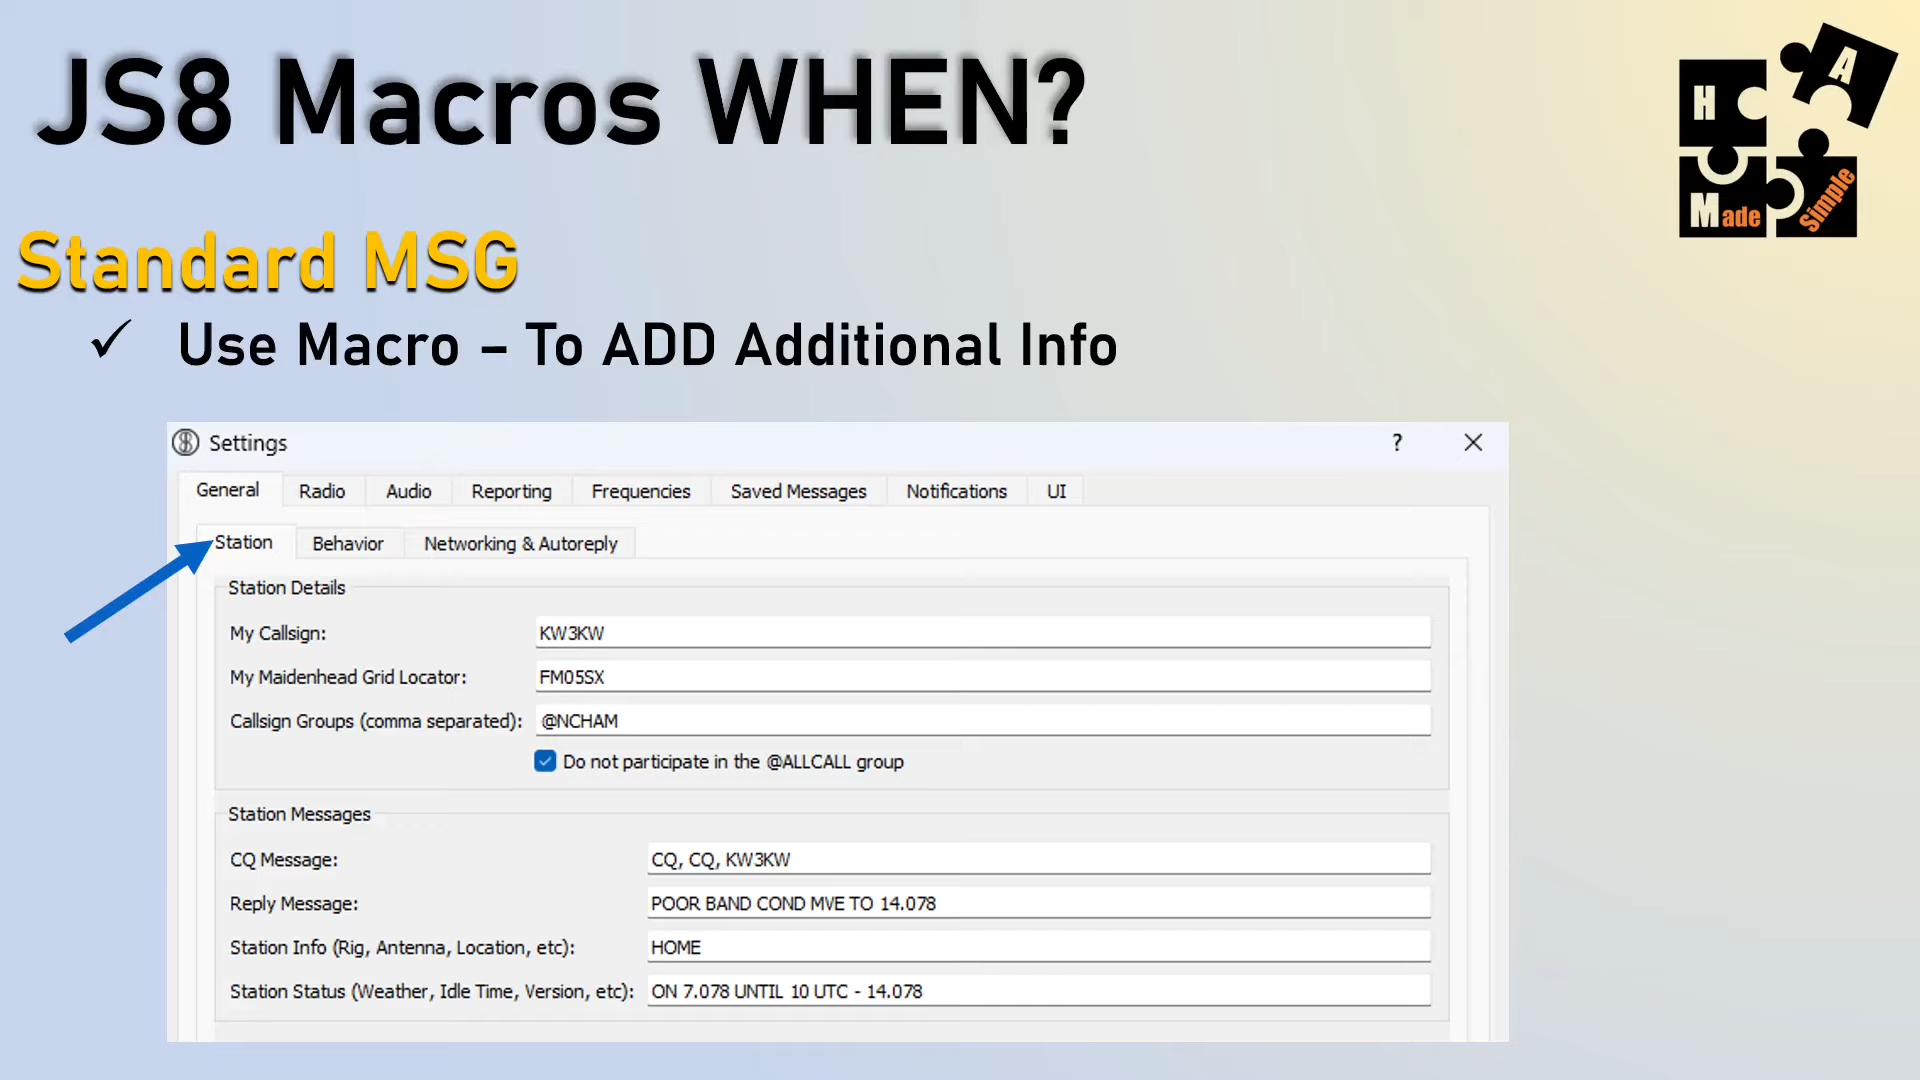 JS8 Macros WHEN?
H A
Made Simple
Standard MSG
✓ Use Macro – To ADD Additional Info
Settings ?
General Radio Audio Reporting Frequencies Saved Messages Notifications UI
Station Behavior Networking & Autoreply
Station Details
My Callsign: KW3KW
My Maidenhead Grid Locator: FM05SX
Callsign Groups (comma separated): @NCHAM
Do not participate in the @ALLCALL group
Station Messages
CQ Message: CQ, CQ, KW3KW
Reply Message: POOR BAND COND MVE TO 14.078
Station Info (Rig, Antenna, Location, etc): HOME
Station Status (Weather, Idle Time, Version, etc): ON 7.078 UNTIL 10 UTC - 14.078